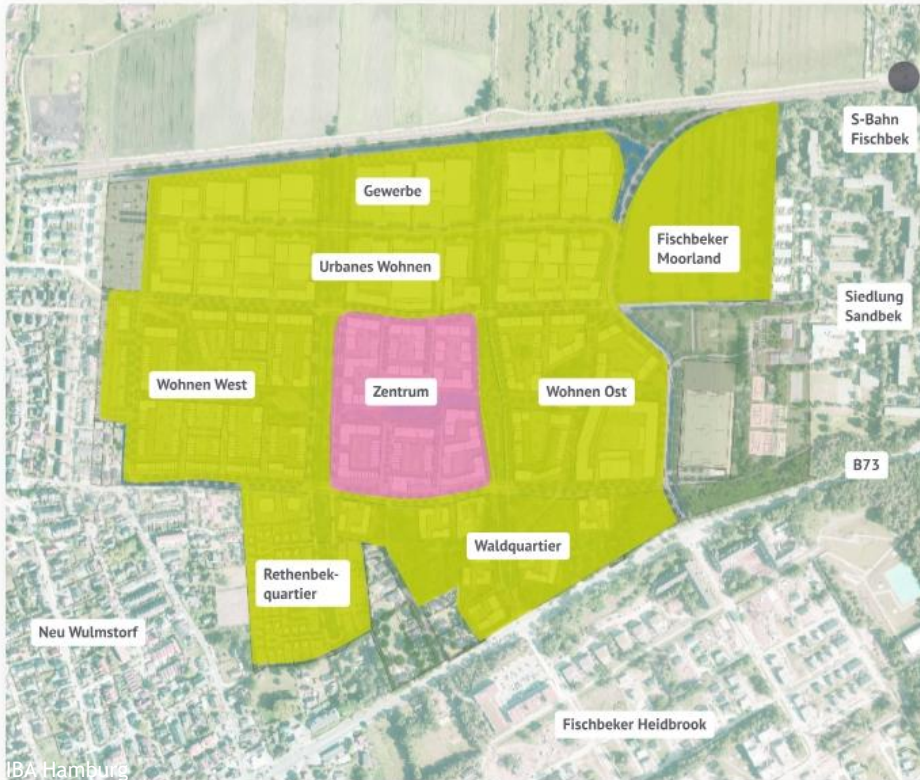 S-Bahn
Fischbek
Gewerbe
Fischbeker
Moorland
Urbanes Wohnen
Siedlung
Sandbek
Wohnen West
Zentrum
Wohnen Ost
B73
Waldquartier
Rethenbek-
quartier
Neu Wulmstorf
Fischbeker Heidbrook
IBA Hamburg